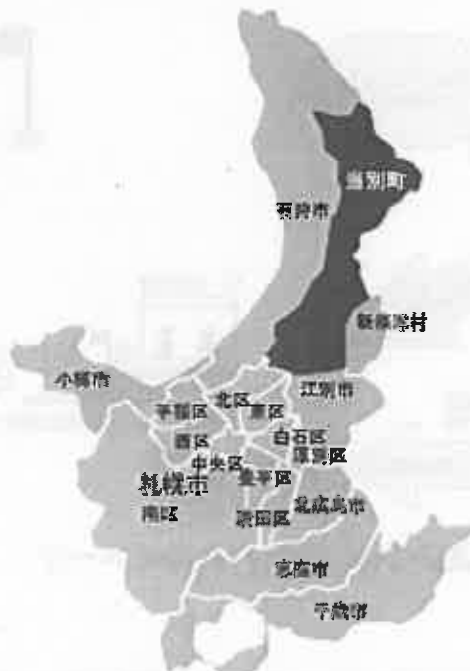 当別町
石狩市
新篠津村
小樽市
江別市
北区
東区
手稲区
白石区
西区
厚別区
中央区
豊平区
札幌市
南区
清田区
北広島市
恵庭市
千歳市